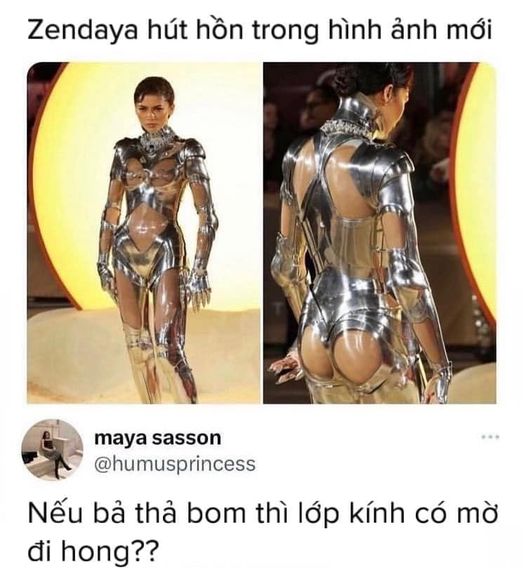 Zendaya hút hồn trong hình ảnh mới
maya sasson
@humusprincess
Nếu bả thả bom thì lớp kính có mờ
đi hong??